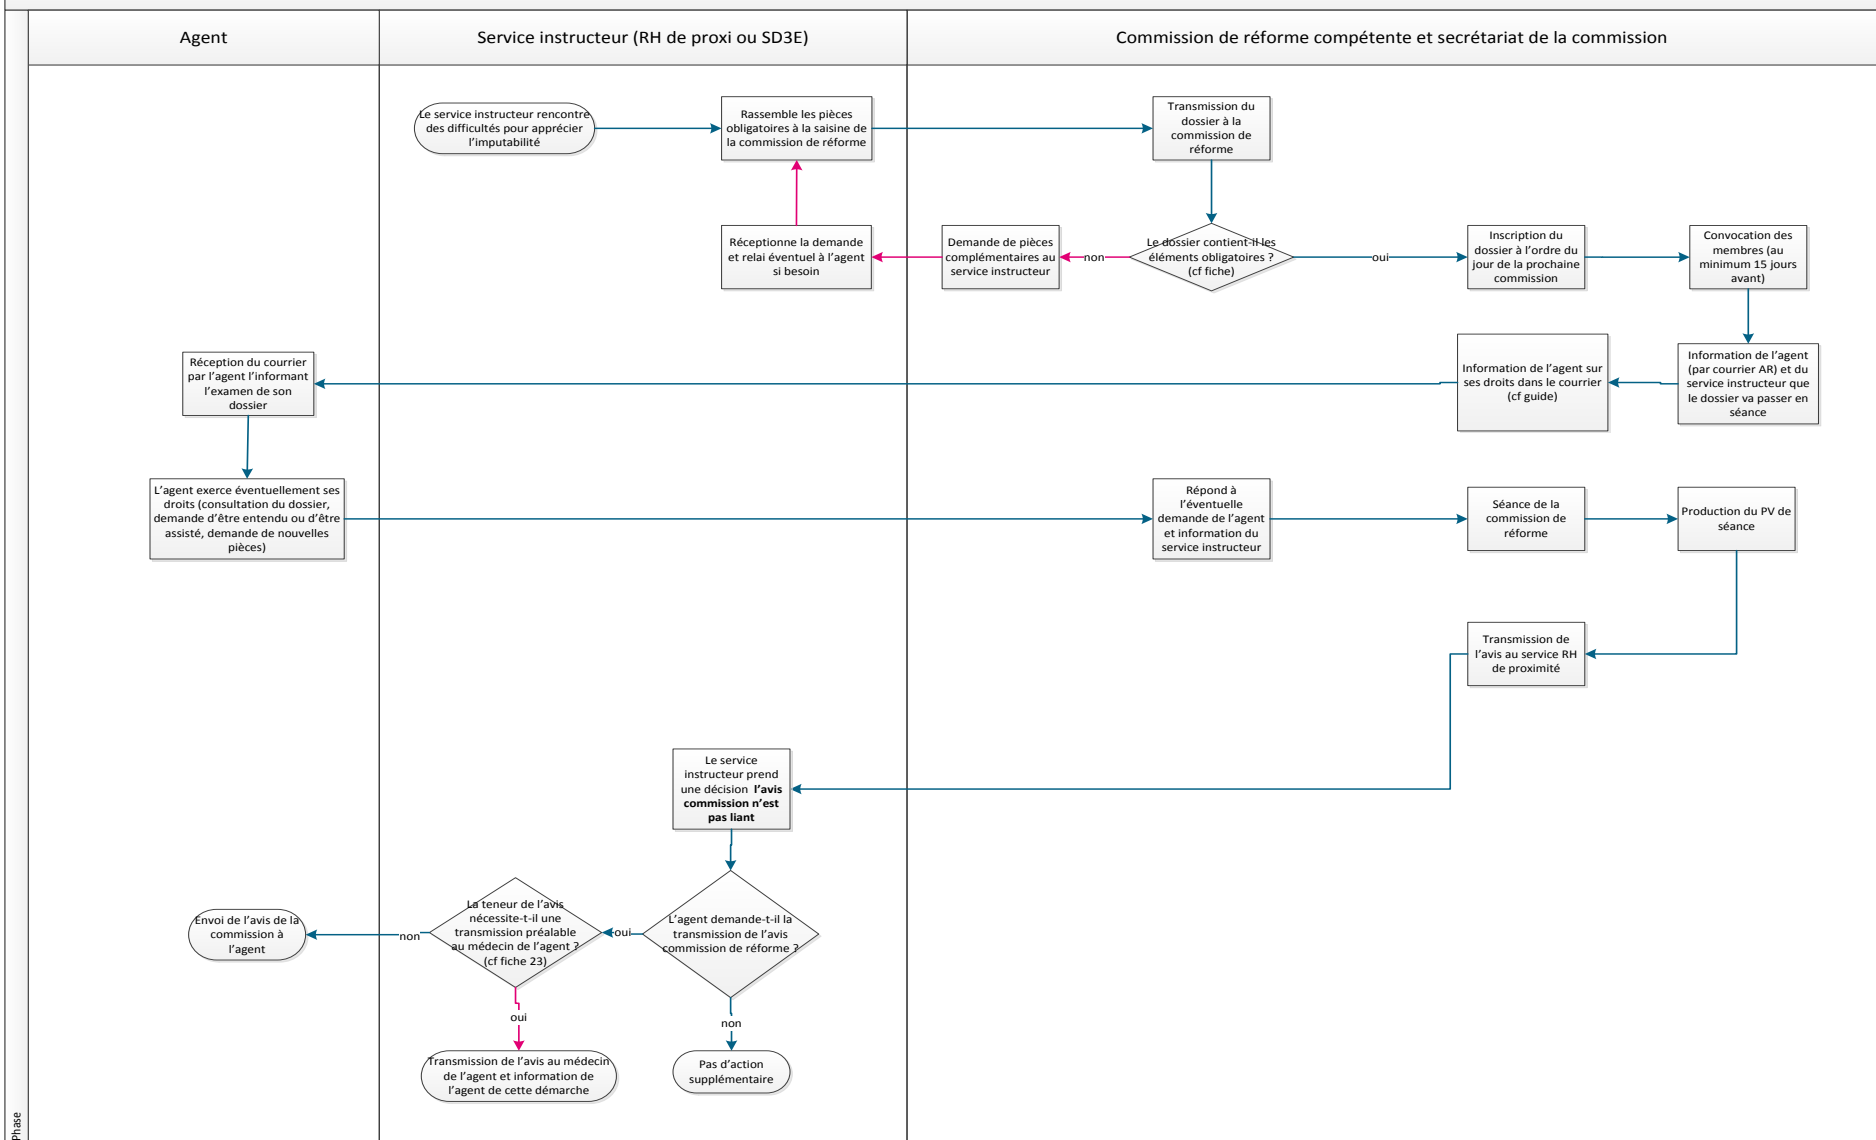 Agent
Service instructeur (RH de proxi ou SD3E)
Commission de réforme compétente et secrétariat de la commission
Le service instructeur rencontre
des difficultés pour apprécier
l'imputabilité
Rassemble les pièces
obligatoires à la saisine de
la commission de réforme
Transmission du
dossier à la
commission de
réforme
Réceptionne la demande
et relai éventuel à l'agent
si besoin
Demande de pièces
complémentaires au
service instructeur
non
Le dossier contient-il les
éléments obligatoires ?
(cf fiche)
oui
Inscription du
dossier à l'ordre du
jour de la prochaine
commission
Convocation des
membres (au
minimum 15 jours
avant)
Réception du courrier
par l'agent l'informant
l'examen de son
dossier
Information de l'agent sur
ses droits dans le courrier
(cf guide)
Information de l'agent
(par courrier AR) et du
service instructeur que
le dossier va passer en
séance
L'agent exerce éventuellement ses
droits (consultation du dossier,
demande d'être entendu ou d'être
assisté, demande de nouvelles
pièces)
Répond à
l'éventuelle
demande de l'agent
et information du
service instructeur
Séance de la
commission de
réforme
Production du PV de
séance
Transmission de
l'avis au service RH
de proximité
Le service
instructeur prend
une décision l'avis
commission n'est
pas liant
Envoi de l'avis de la
commission à
l'agent
non
La teneur de l'avis
nécessite-t-il une
transmission préalable
au médecin de l'agent ?
(cf fiche 23)
oui
L'agent demande-t-il la
transmission de l'avis
commission de réforme ?
oui
non
Transmission de l'avis au médecin
de l'agent et information de
l'agent de cette démarche
Pas d'action
supplémentaire
Phase